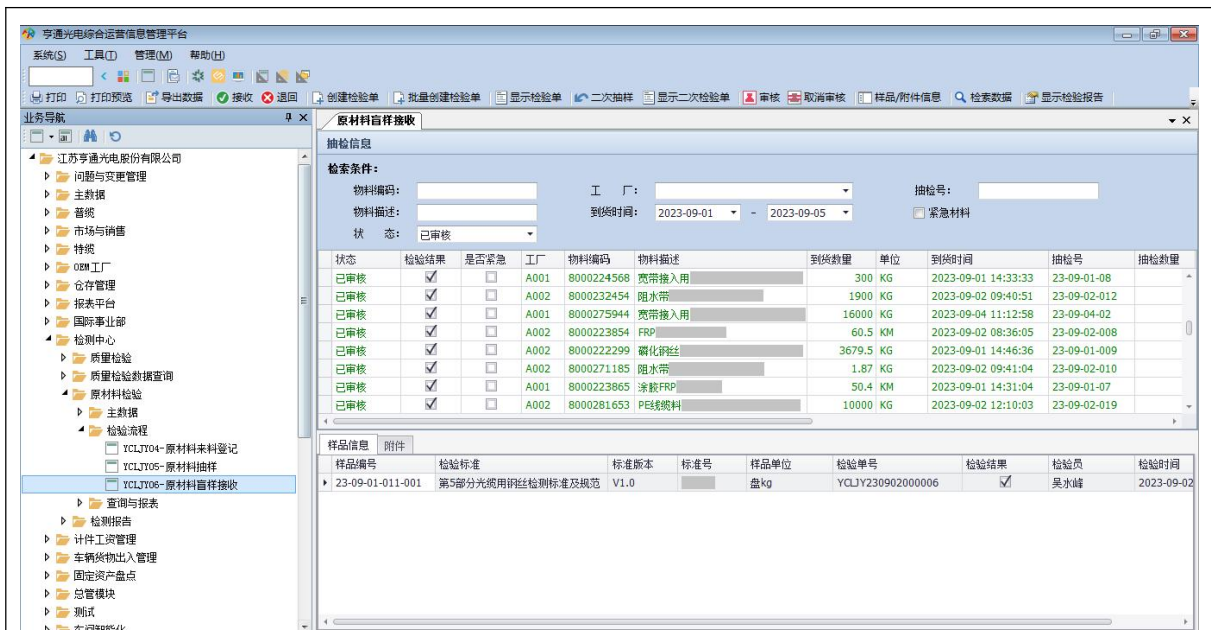 亨通光电综合运营信息管理平台
系统(S) 工具(T) 管理(M) 帮助(H)
打印 打印预览 导出数据 接收 退回 创建检验单 批量创建检验单 显示检验单 二次抽样 显示二次检验单 审核 取消审核 样品/附件信息 检索数据 显示检验报告
业务导航
江苏亨通光电股份有限公司
问题与变更管理
主数据
普缆
市场与销售
特缆
OEM工厂
仓存管理
报表平台
国际事业部
检测中心
质量检验
质量检验数据查询
原材料检验
主数据
检验流程
YCLJY04-原材料来料登记
YCLJY05-原材料抽样
YCLJY06-原材料盲样接收
查询与报表
检测报告
计件工资管理
车辆货物出入管理
固定资产盘点
总管模块
测试
车间智能化
原材料盲样接收
抽检信息
检索条件:
物料编码: 工 厂: 抽检号:
物料描述: 到货时间: 2023-09-01 - 2023-09-05 紧急材料
状 态: 已审核
状态 检验结果 是否紧急 工厂 物料编码 物料描述 到货数量 单位 到货时间 抽检号 抽检数量
已审核 A001 8000224568 宽带接入用 300 KG 2023-09-01 14:33:33 23-09-01-08
已审核 A002 8000232454 阻水带 1900 KG 2023-09-02 09:40:51 23-09-02-012
已审核 A001 8000275944 宽带接入用 16000 KG 2023-09-04 11:12:58 23-09-04-02
已审核 A002 8000223854 FRP 60.5 KM 2023-09-02 08:36:05 23-09-02-008
已审核 A002 8000222299 磷化钢丝 3679.5 KG 2023-09-01 14:46:36 23-09-01-009
已审核 A002 8000271185 阻水带 1.87 KG 2023-09-02 09:41:04 23-09-02-010
已审核 A001 8000223865 涂胶FRP 50.4 KM 2023-09-01 14:31:04 23-09-01-07
已审核 A002 8000281653 PE线缆料 10000 KG 2023-09-02 12:10:03 23-09-02-019
样品信息 附件
样品编号 检验标准 标准版本 标准号 样品单位 检验单号 检验结果 检验员 检验时间
23-09-01-011-001 第5部分光缆用钢丝检测标准及规范 V1.0 盘kg YCLJY230902000006 吴水峰 2023-09-02